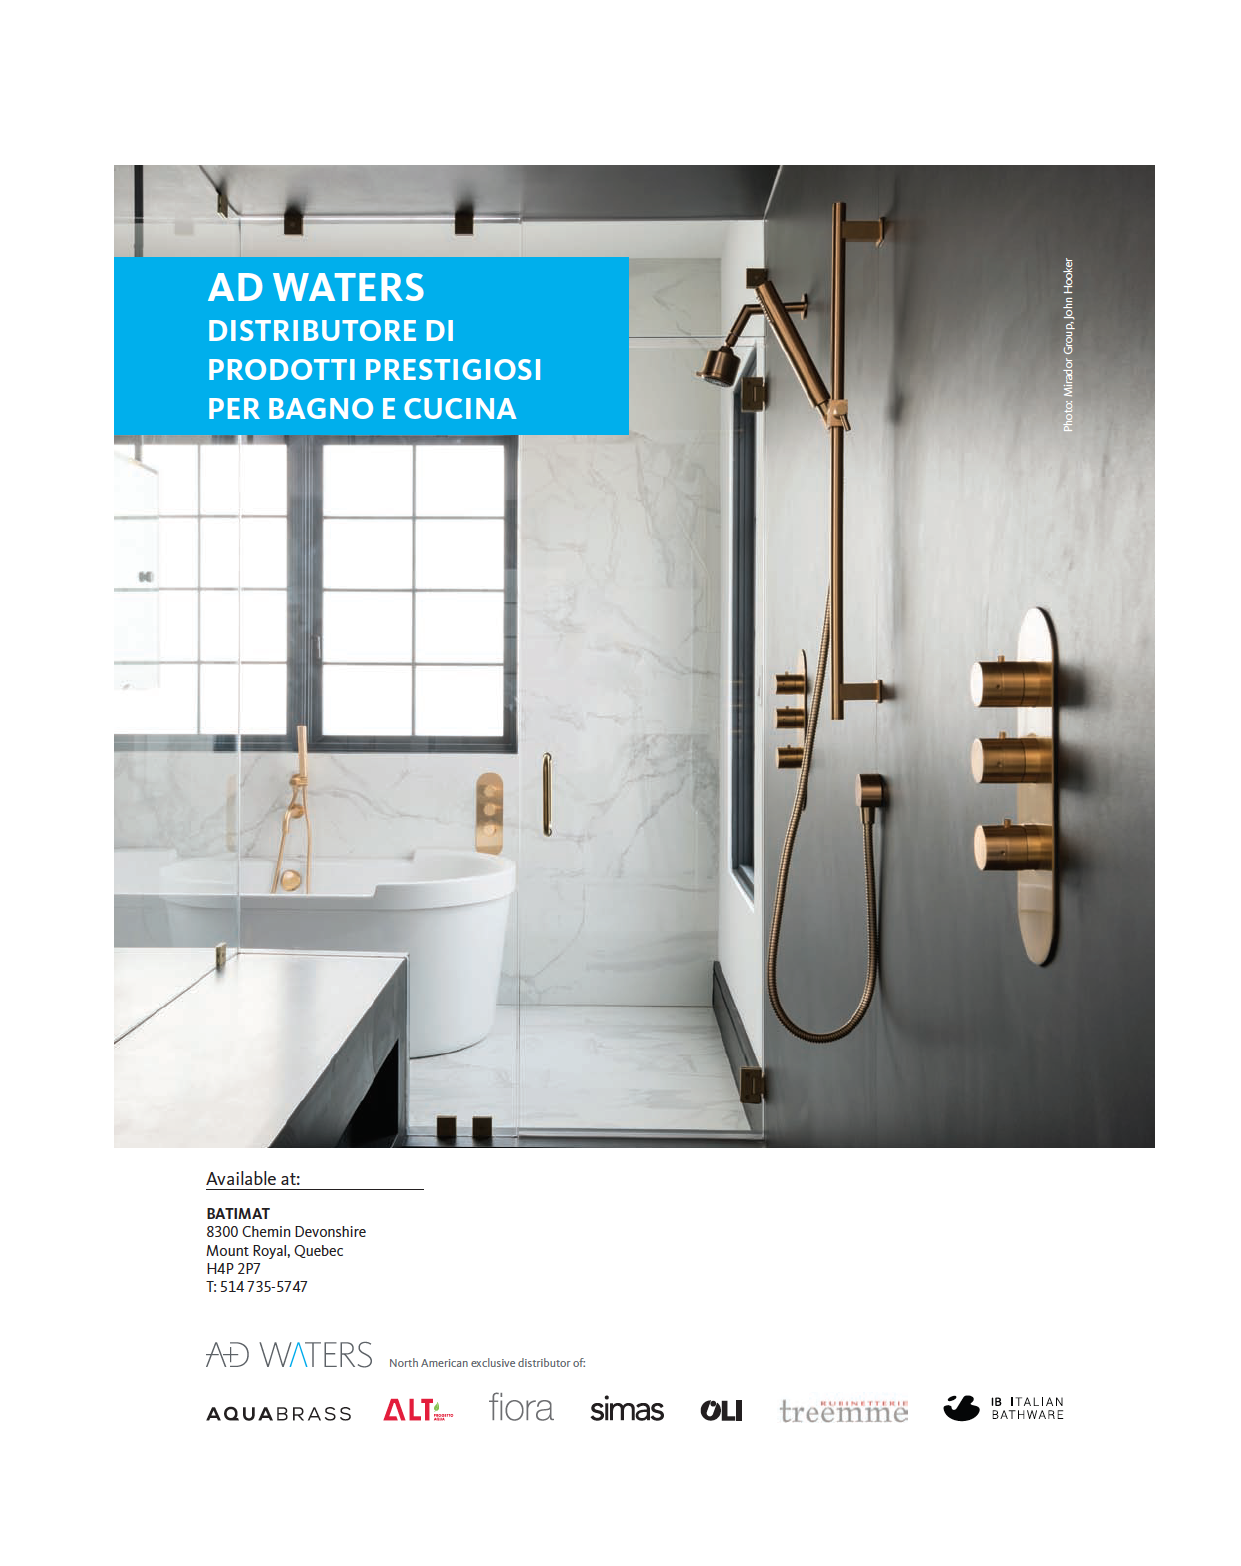 AD WATERS
DISTRIBUTORE DI
PRODOTTI PRESTIGIOSI
PER BAGNO E CUCINA
Photo: Mirador Group, John Hooker
Available at:
BATIMAT
8300 Chemin Devonshire
Mount Royal, Quebec
H4P 2P7
T: 514 735-5747
AD WATERS North American exclusive distributor of:
AQUABRASS ALT PROGETTO AQUA fiora simas OLI RUBINETTERIE treemme IB ITALIAN BATHWARE